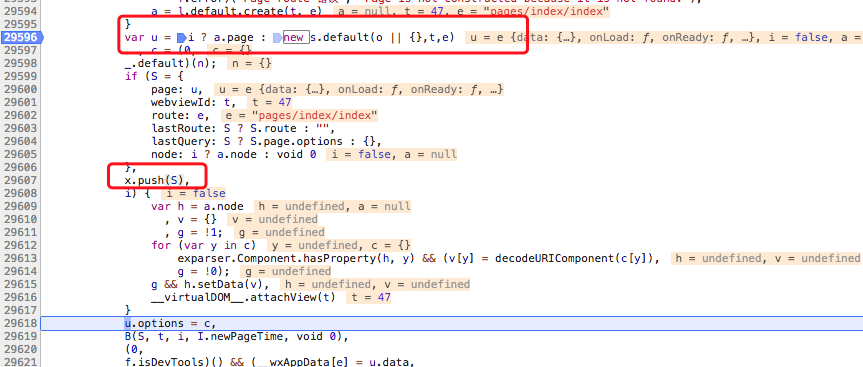 29594 a = l.default.create(t, e) a = null, t = 47, e = "pages/index/index"
29595 }
29596 var u = i ? a.page : new s.default(o || {},t,e) u = e {data: {…}, onLoad: ƒ, onReady: ƒ, …}, i = false, a =
29597 , c = (0, c = {}
29598 _.default)(n); n = {}
29599 if (S = {
29600 page: u, u = e {data: {…}, onLoad: ƒ, onReady: ƒ, …}
29601 webviewId: t, t = 47
29602 route: e, e = "pages/index/index"
29603 lastRoute: S ? S.route : "",
29604 lastQuery: S ? S.page.options : {},
29605 node: i ? a.node : void 0 i = false, a = null
29606 },
29607 x.push(S),
29608 i) { i = false
29609 var h = a.node h = undefined, a = null
29610 , v = {} v = undefined
29611 , g = !1; g = undefined
29612 for (var y in c) y = undefined, c = {}
29613 exparser.Component.hasProperty(h, y) && (v[y] = decodeURIComponent(c[y]), h = undefined, v = undefined
29614 g = !0); g = undefined
29615 g && h.setData(v), h = undefined, v = undefined
29616 __virtualDOM__.attachView(t) t = 47
29617 }
29618 u.options = c,
29619 B(S, t, i, I.newPageTime, void 0),
29620 (0,
29621 f.isDevTools)() && (__wxAppData[e] = u.data,